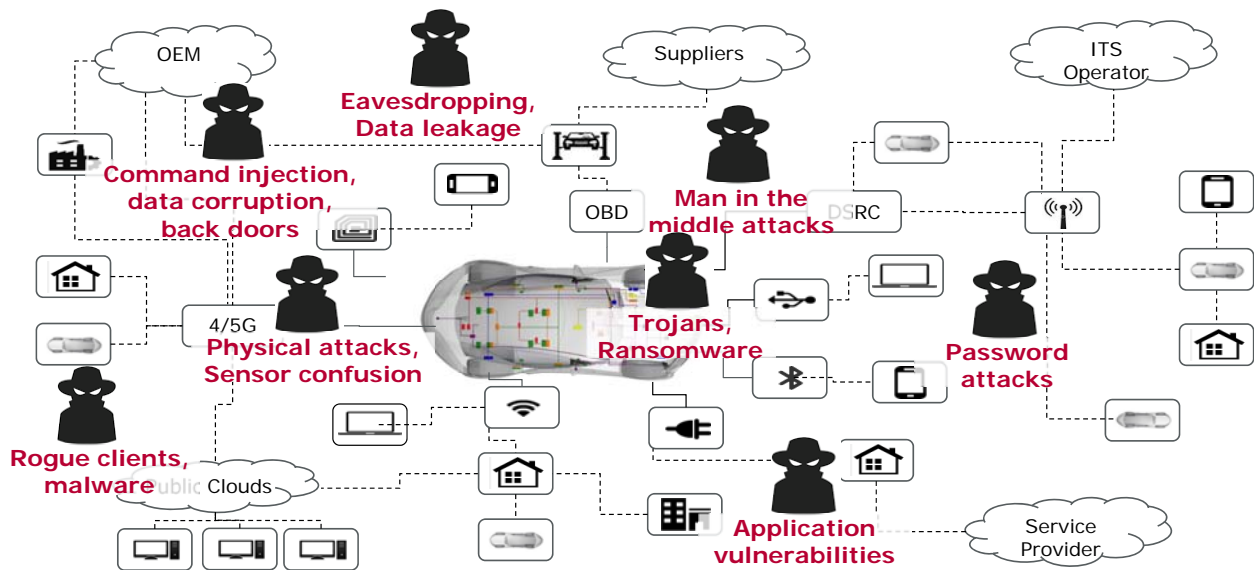 OEM
Suppliers
ITS
Operator
Eavesdropping,
Data leakage
Command injection,
data corruption,
back doors
OBD
Man in the
middle attacks
DSRC
4/5G
Physical attacks,
Sensor confusion
Trojans,
Ransomware
Password
attacks
Rogue clients,
malware
Public Clouds
Application
vulnerabilities
Service
Provider